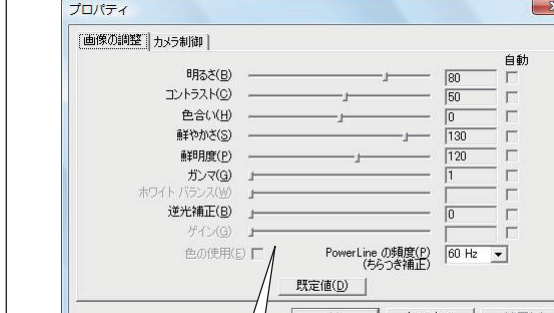 プロパティ
画像の調整 カメラ制御
自動
明るさ(B) 80
コントラスト(C) 50
色合い(H) 0
鮮やかさ(S) 130
鮮明度(P) 120
ガンマ(G) 1
ホワイト バランス(W)
逆光補正(B) 0
ゲイン(G)
色の使用(E) PowerLine の頻度(P) 60 Hz
(ちらつき補正)
既定値(D)